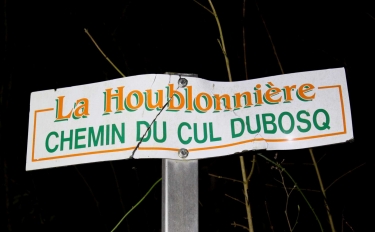 La Houblonnière
CHEMIN DU CUL DUBOSQ